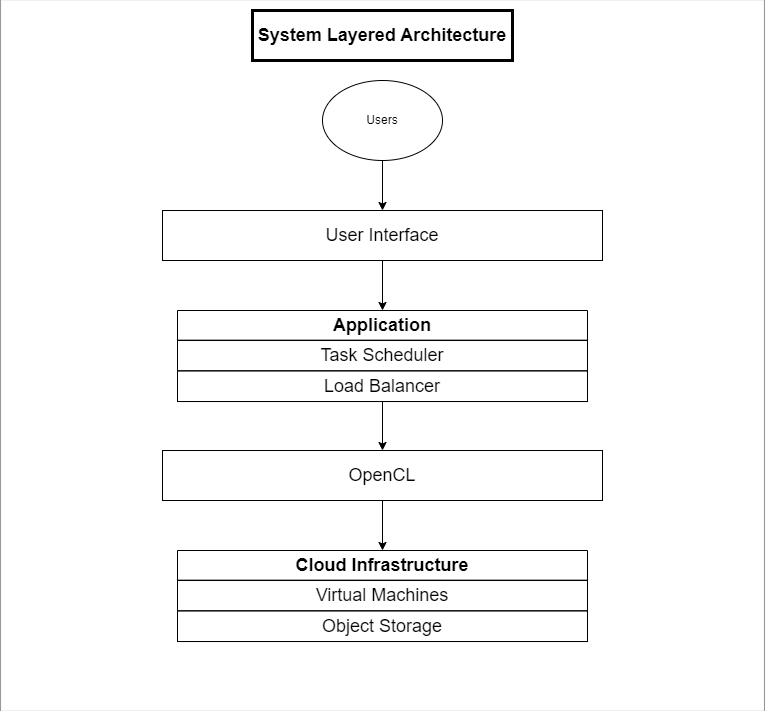 System Layered Architecture
Users
User Interface
Application
Task Scheduler
Load Balancer
OpenCL
Cloud Infrastructure
Virtual Machines
Object Storage